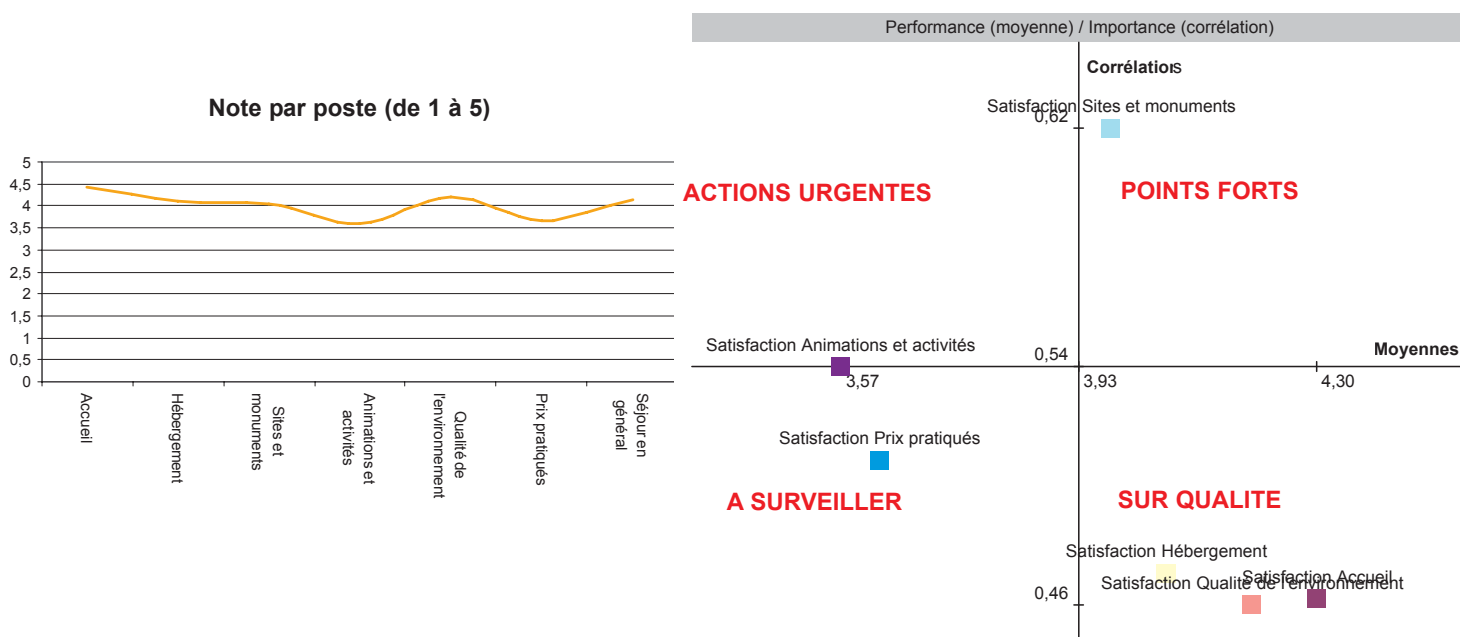 Note par poste (de 1 à 5)
5
4,5
4
3,5
3
2,5
2
1,5
1
0,5
0
Accueil
Hébergement
Sites et
monuments
Animations et
activités
Qualité de
l'environnement
Prix pratiqués
Séjour en
général
Performance (moyenne) / Importance (corrélation)
Corrélations
Satisfaction Sites et monuments
0,62
ACTIONS URGENTES
POINTS FORTS
Satisfaction Animations et activités
0,54
Moyennes
3,57
3,93
4,30
Satisfaction Prix pratiqués
A SURVEILLER
SUR QUALITE
Satisfaction Hébergement
Satisfaction Accueil
Satisfaction Qualité de l'environnement
0,46